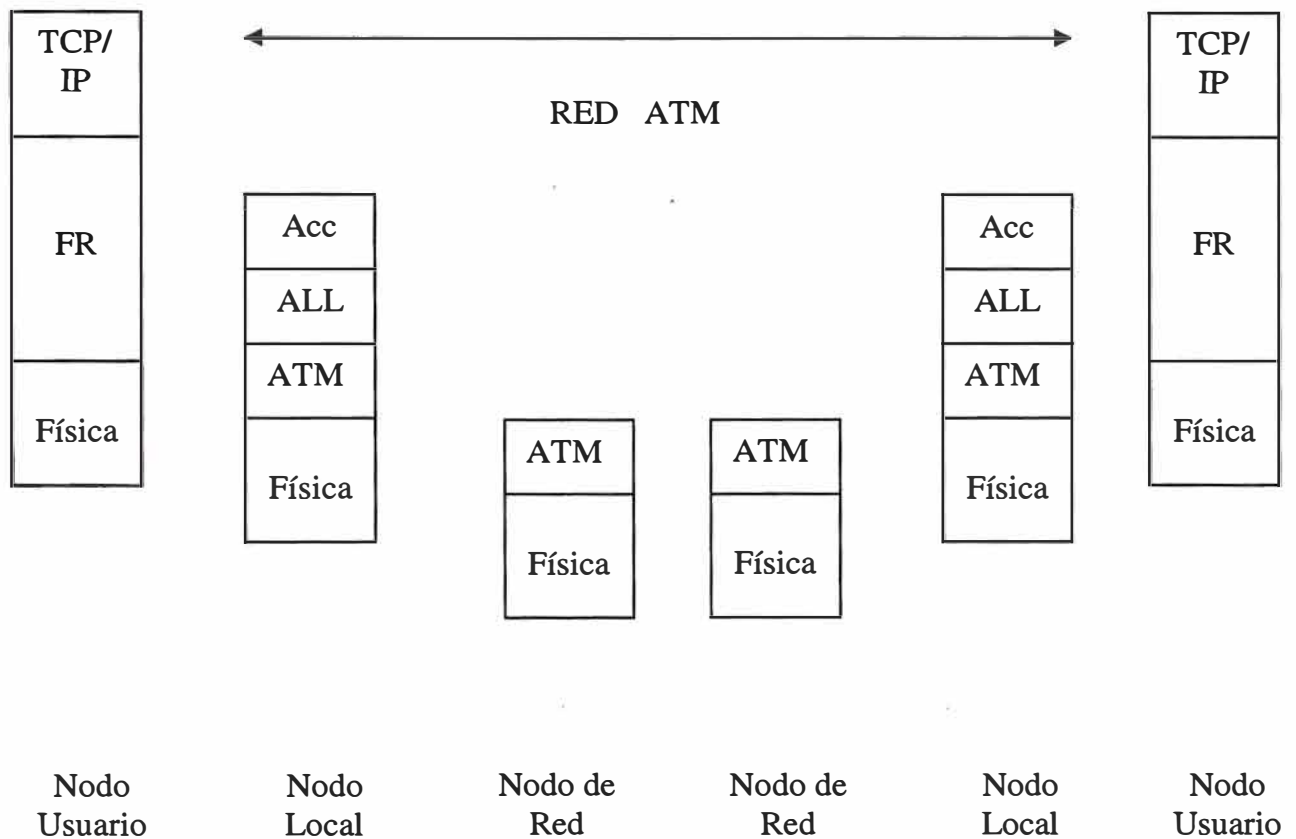 TCP/
IP
TCP/
IP
RED ATM
FR
Acc
Acc
FR
ALL
ALL
ATM
ATM
Física
Física
ATM
ATM
Física
Física
Física
Física
Física
Nodo
Usuario
Nodo
Local
Nodo de
Red
Nodo de
Red
Nodo
Local
Nodo
Usuario